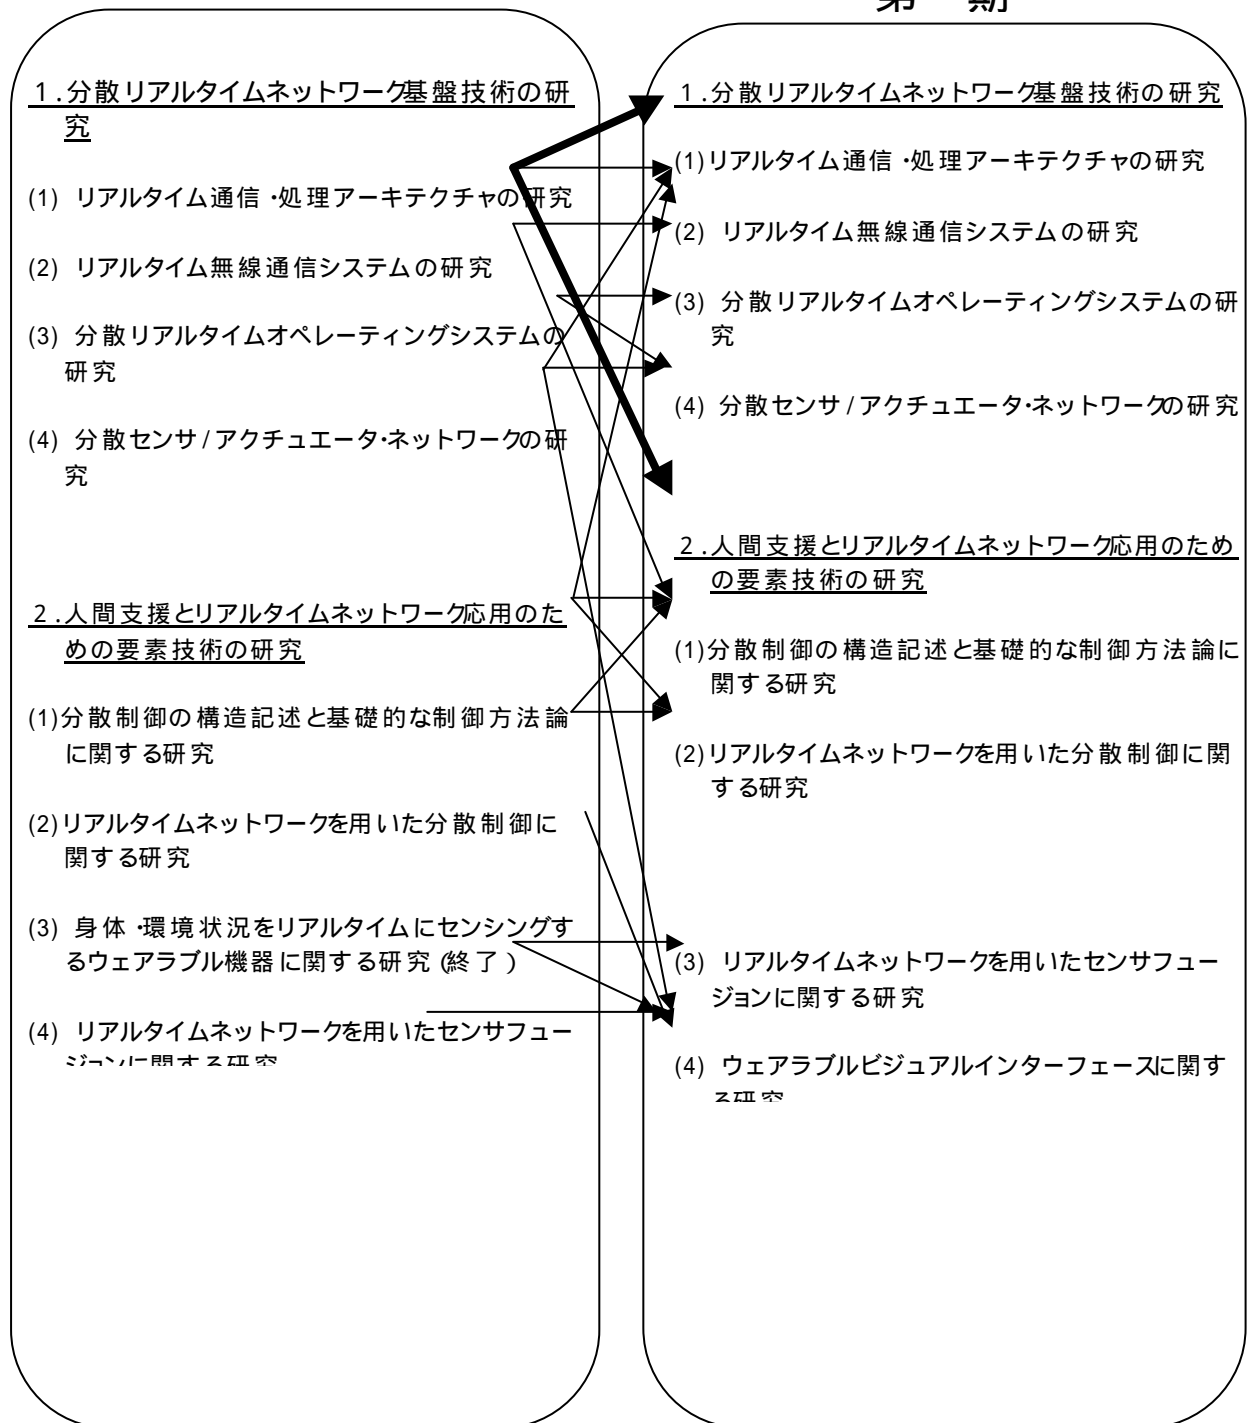 第 期
1.分散リアルタイムネットワーク基盤技術の研
究
(1) リアルタイム通信・処理アーキテクチャの研究
(2) リアルタイム無線通信システムの研究
(3) 分散リアルタイムオペレーティングシステムの
研究
(4) 分散センサ/アクチュエータ・ネットワークの研
究
2.人間支援とリアルタイムネットワーク応用のた
めの要素技術の研究
(1)分散制御の構造記述と基礎的な制御方法論
に関する研究
(2)リアルタイムネットワークを用いた分散制御に
関する研究
(3) 身体・環境状況をリアルタイムにセンシングす
るウェアラブル機器に関する研究(終了)
(4) リアルタイムネットワークを用いたセンサフュー
ジョンに関する研究
1.分散リアルタイムネットワーク基盤技術の研究
(1)リアルタイム通信・処理アーキテクチャの研究
(2) リアルタイム無線通信システムの研究
(3) 分散リアルタイムオペレーティングシステムの研
究
(4) 分散センサ/アクチュエータ・ネットワークの研究
2.人間支援とリアルタイムネットワーク応用のため
の要素技術の研究
(1)分散制御の構造記述と基礎的な制御方法論に
関する研究
(2)リアルタイムネットワークを用いた分散制御に関
する研究
(3) リアルタイムネットワークを用いたセンサフュー
ジョンに関する研究
(4) ウェアラブルビジュアルインターフェースに関す
る研究